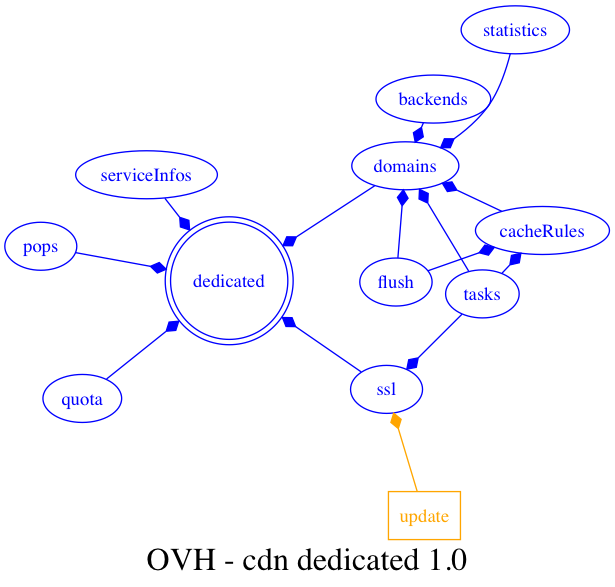 statistics
backends
domains
serviceInfos
cacheRules
pops
dedicated
flush
tasks
quota
ssl
update
OVH - cdn dedicated 1.0